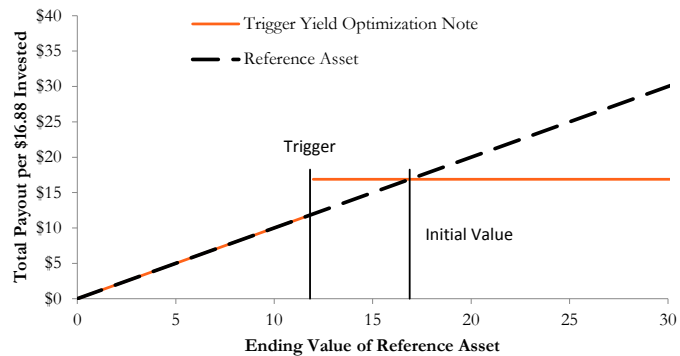 $40
$35
$30
$25
$20
$15
$10
$5
$0
Total Payout per $16.88 Invested
Trigger Yield Optimization Note
Reference Asset
Trigger
Initial Value
0 5 10 15 20 25 30
Ending Value of Reference Asset